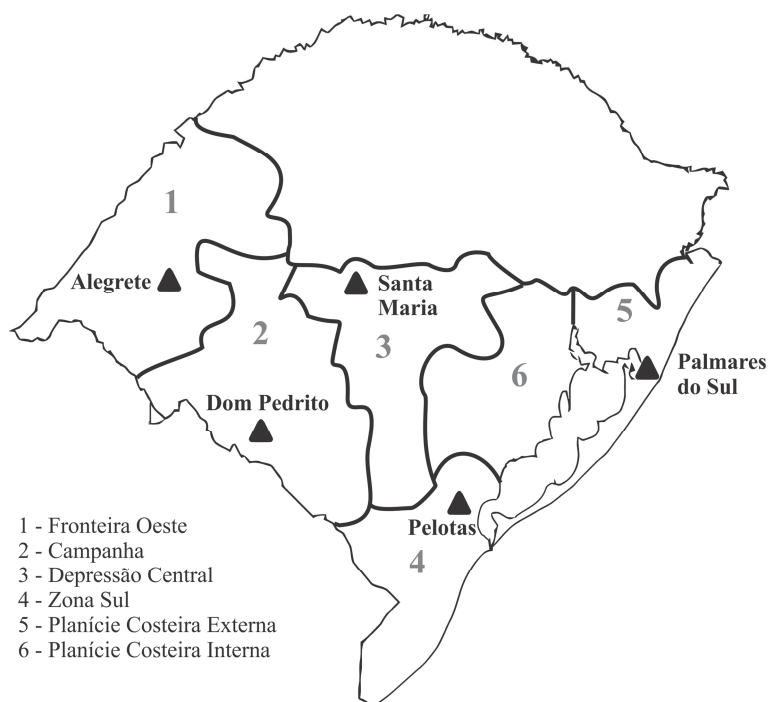 1
Alegrete
Santa
Maria
2
3
5
6
Palmares
do Sul
Dom Pedrito
Pelotas
4
1 - Fronteira Oeste
2 - Campanha
3 - Depressão Central
4 - Zona Sul
5 - Planície Costeira Externa
6 - Planície Costeira Interna